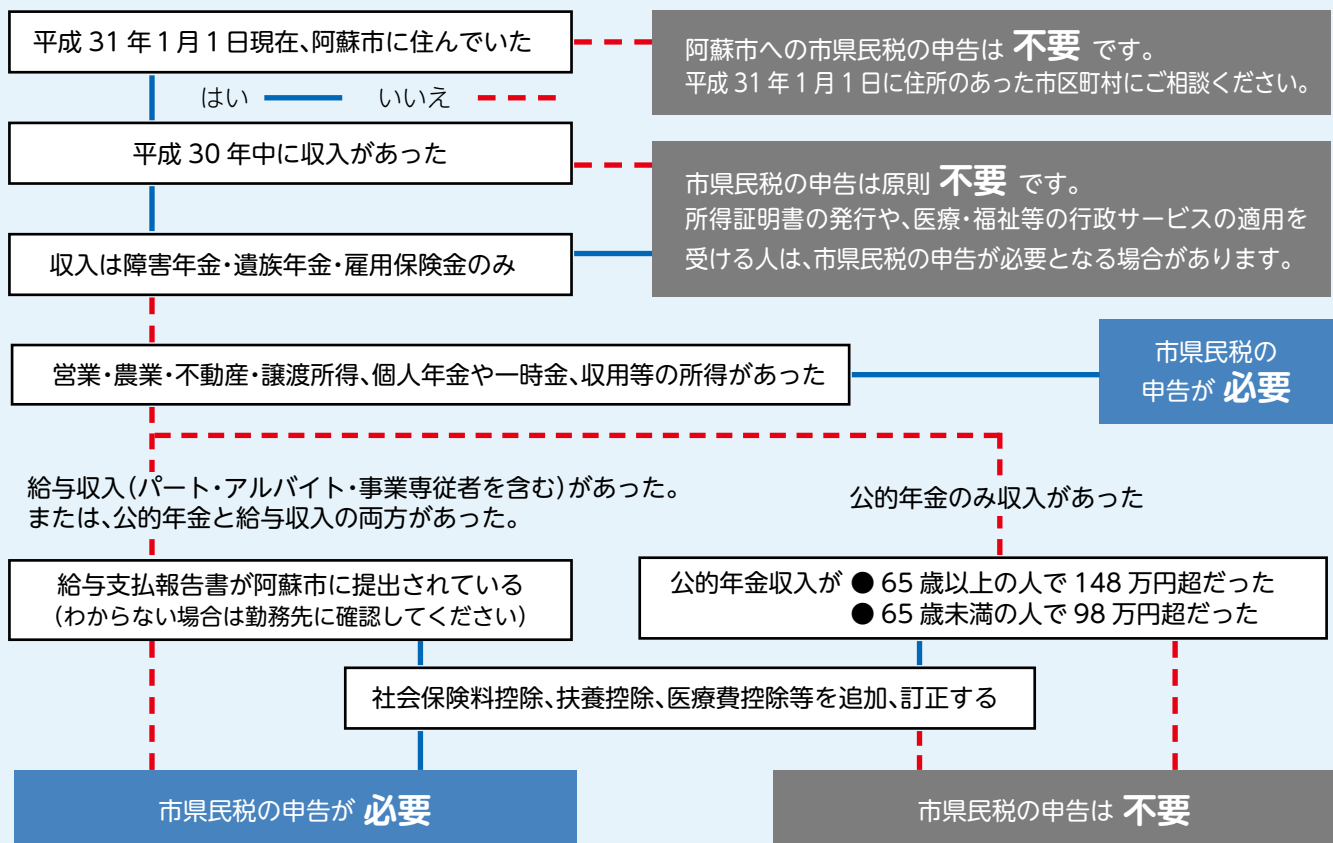 平成31年1月1日現在、阿蘇市に住んでいた
阿蘇市への市県民税の申告は 不要 です。
平成31年1月1日に住所のあった市区町村にご相談ください。
はい いいえ
平成30年中に収入があった
市県民税の申告は原則 不要 です。
所得証明書の発行や、医療・福祉等の行政サービスの適用を
受ける人は、市県民税の申告が必要となる場合があります。
収入は障害年金・遺族年金・雇用保険金のみ
営業・農業・不動産・譲渡所得、個人年金や一時金、収用等の所得があった
市県民税の
申告が 必要
給与収入(パート・アルバイト・事業専従者を含む)があった。
または、公的年金と給与収入の両方があった。
公的年金のみ収入があった
給与支払報告書が阿蘇市に提出されている
(わからない場合は勤務先に確認してください)
公的年金収入が ● 65歳以上の人で148万円超だった
● 65歳未満の人で98万円超だった
社会保険料控除、扶養控除、医療費控除等を追加、訂正する
市県民税の申告が 必要
市県民税の申告は 不要